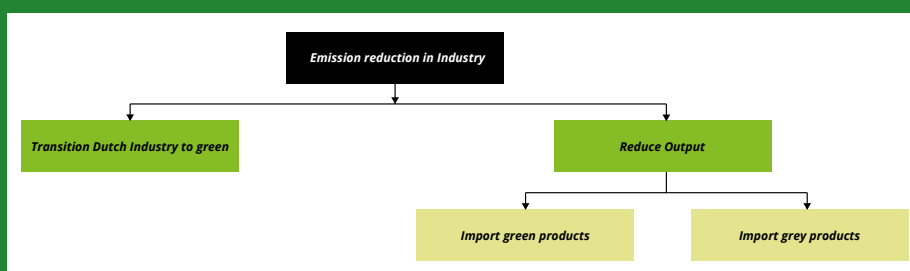 Emission reduction in Industry
Transition Dutch Industry to green
Reduce Output
Import green products
Import grey products